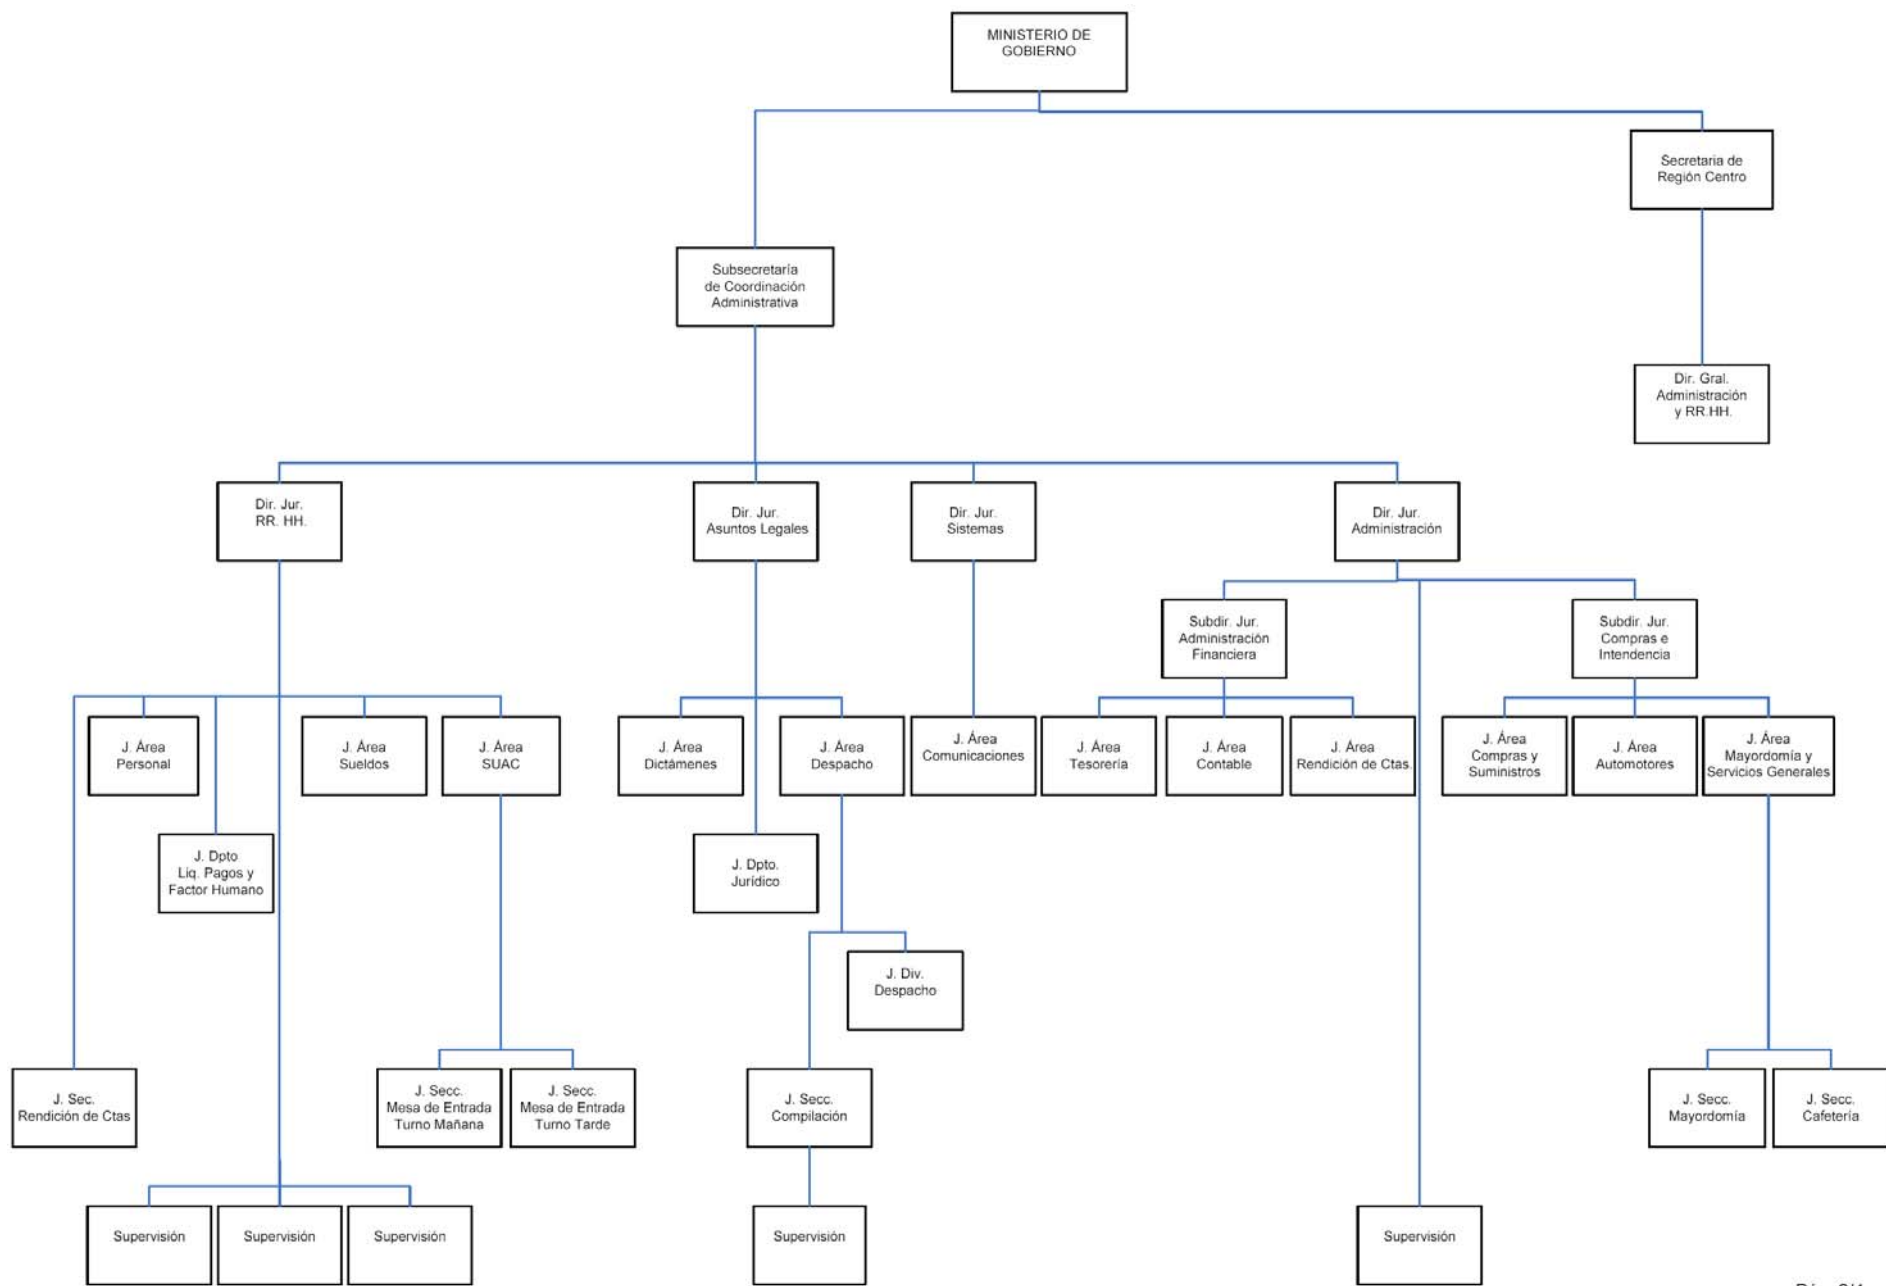 MINISTERIO DE
GOBIERNO
Secretaria de
Región Centro
Subsecretaría
de Coordinación
Administrativa
Dir. Gral.
Administración
y RR.HH.
Dir. Jur.
RR. HH.
Dir. Jur.
Asuntos Legales
Dir. Jur.
Sistemas
Dir. Jur.
Administración
Subdir. Jur.
Administración
Financiera
Subdir. Jur.
Compras e
Intendencia
J. Área
Personal
J. Área
Sueldos
J. Área
SUAC
J. Área
Dictámenes
J. Área
Despacho
J. Área
Comunicaciones
J. Área
Tesorería
J. Área
Contable
J. Área
Rendición de Ctas.
J. Área
Compras y
Suministros
J. Área
Automotores
J. Área
Mayordomía y
Servicios Generales
J. Dpto
Liq. Pagos y
Factor Humano
J. Dpto.
Jurídico
J. Div.
Despacho
J. Sec.
Rendición de Ctas
J. Secc.
Mesa de Entrada
Turno Mañana
J. Secc.
Mesa de Entrada
Turno Tarde
J. Secc.
Compilación
J. Secc.
Mayordomía
J. Secc.
Cafetería
Supervisión
Supervisión
Supervisión
Supervisión
Supervisión